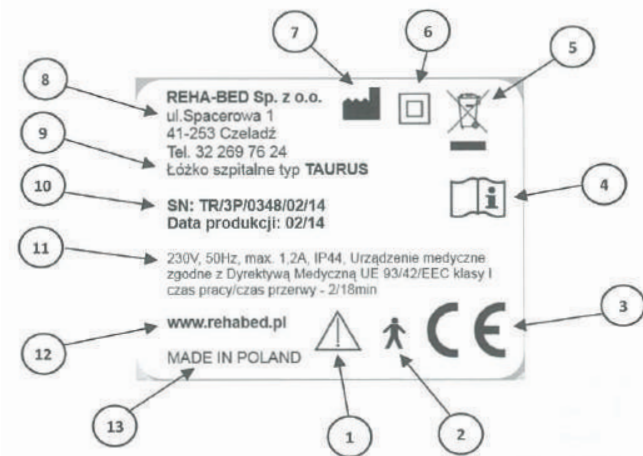 7
6
5
8
REHA-BED Sp. z o.o.
ul.Spacerowa 1
41-253 Czeladź
Tel. 32 269 76 24
9
Łóżko szpitalne typ TAURUS
10
SN: TR/3P/0348/02/14
Data produkcji: 02/14
4
11
230V, 50Hz, max. 1,2A, IP44, Urządzenie medyczne
zgodne z Dyrektywą Medyczną UE 93/42/EEC klasy I
czas pracy/czas przerwy - 2/18min
3
12
www.rehabed.pl
CE
MADE IN POLAND
13
1
2